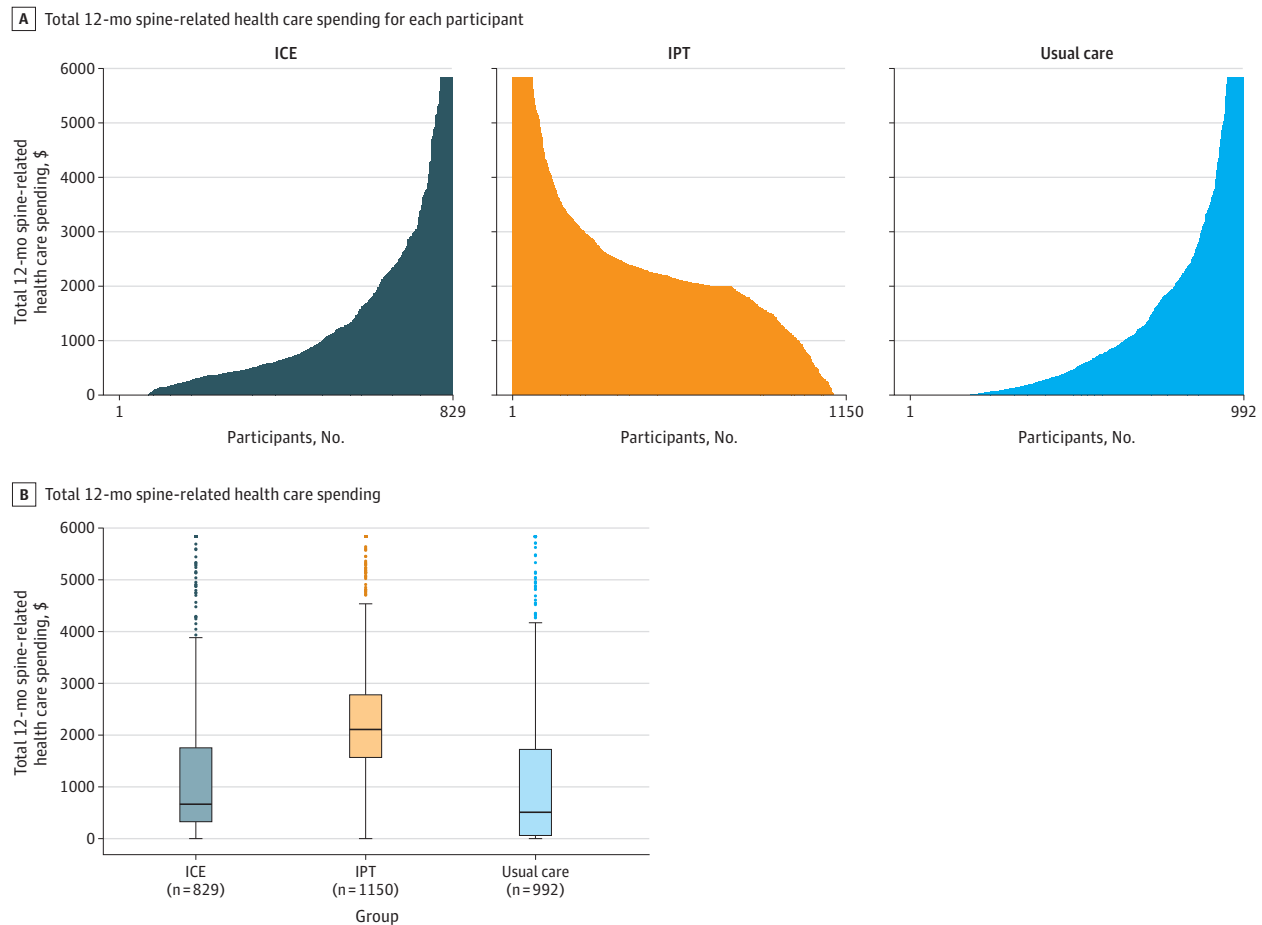 A Total 12-mo spine-related health care spending for each participant
ICE
IPT
Usual care
Total 12-mo spine-related
health care spending, $
6000
5000
4000
3000
2000
1000
0
1
829
1
1150
1
992
Participants, No.
Participants, No.
Participants, No.
B Total 12-mo spine-related health care spending
Total 12-mo spine-related
health care spending, $
6000
5000
4000
3000
2000
1000
0
ICE
(n=829)
IPT
(n=1150)
Usual care
(n=992)
Group